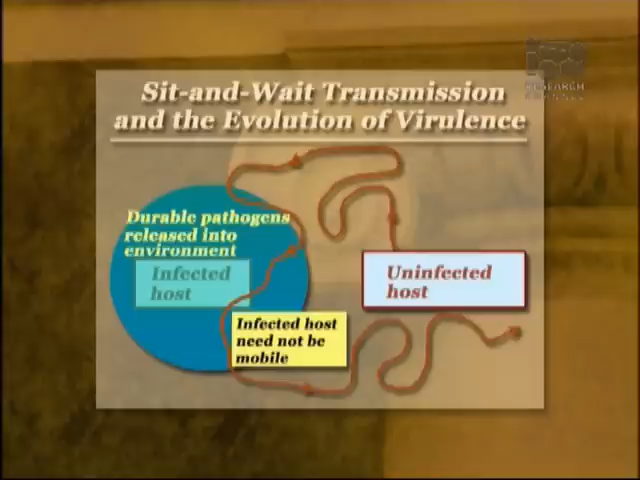 Sit-and-Wait Transmission
and the Evolution of Virulence
RESEARCH
Durable pathogens
released into
environment
Infected
host
Uninfected
host
Infected host
need not be
mobile